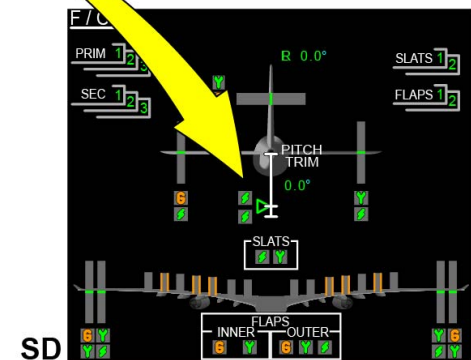 F/C
PRIM 1 2 3
SEC 1 2 3
R 0.0°
SLATS 1 2
FLAPS 1 2
Y
PITCH
TRIM
0.0°
G Y
SLATS
Y
FLAPS
INNER OUTER
G Y G Y
G Y G Y Y G
Y Y
SD